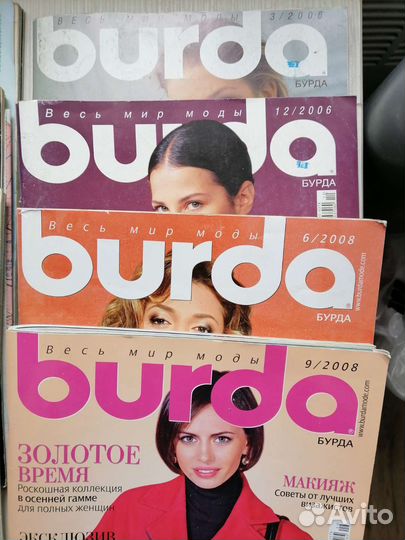 ВЕСЬ МИР МОДЫ 3/2006
burda
БУРДА
Весь мир моды 12/2006
burda
БУРДА
Весь мир моды 6/2008
burda
www.burdamode.com
БУРДА
Весь мир моды 9/2008
burda
www.burdamode.com
БУРДА
ЗОЛОТОЕ
ВРЕМЯ
Роскошная коллекция
в осенней гамме
для полных женщин
МАКИЯЖ
Советы от лучших
визажистов
ЭКСКЛЮЗИВ
Avito